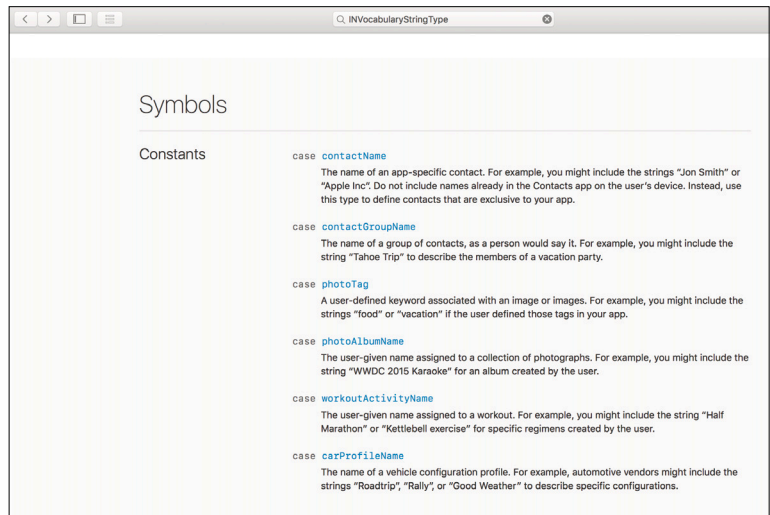 INVocabularyStringType
Symbols
Constants
case contactName
The name of an app-specific contact. For example, you might include the strings “Jon Smith” or
“Apple Inc”. Do not include names already in the Contacts app on the user’s device. Instead, use
this type to define contacts that are exclusive to your app.
case contactGroupName
The name of a group of contacts, as a person would say it. For example, you might include the
string “Tahoe Trip” to describe the members of a vacation party.
case photoTag
A user-defined keyword associated with an image or images. For example, you might include the
strings “food” or “vacation” if the user defined those tags in your app.
case photoAlbumName
The user-given name assigned to a collection of photographs. For example, you might include the
string “WWDC 2015 Karaoke” for an album created by the user.
case workoutActivityName
The user-given name assigned to a workout. For example, you might include the string “Half
Marathon” or “Kettlebell exercise” for specific regimens created by the user.
case carProfileName
The name of a vehicle configuration profile. For example, automotive vendors might include the
strings “Roadtrip”, “Rally”, or “Good Weather” to describe specific configurations.